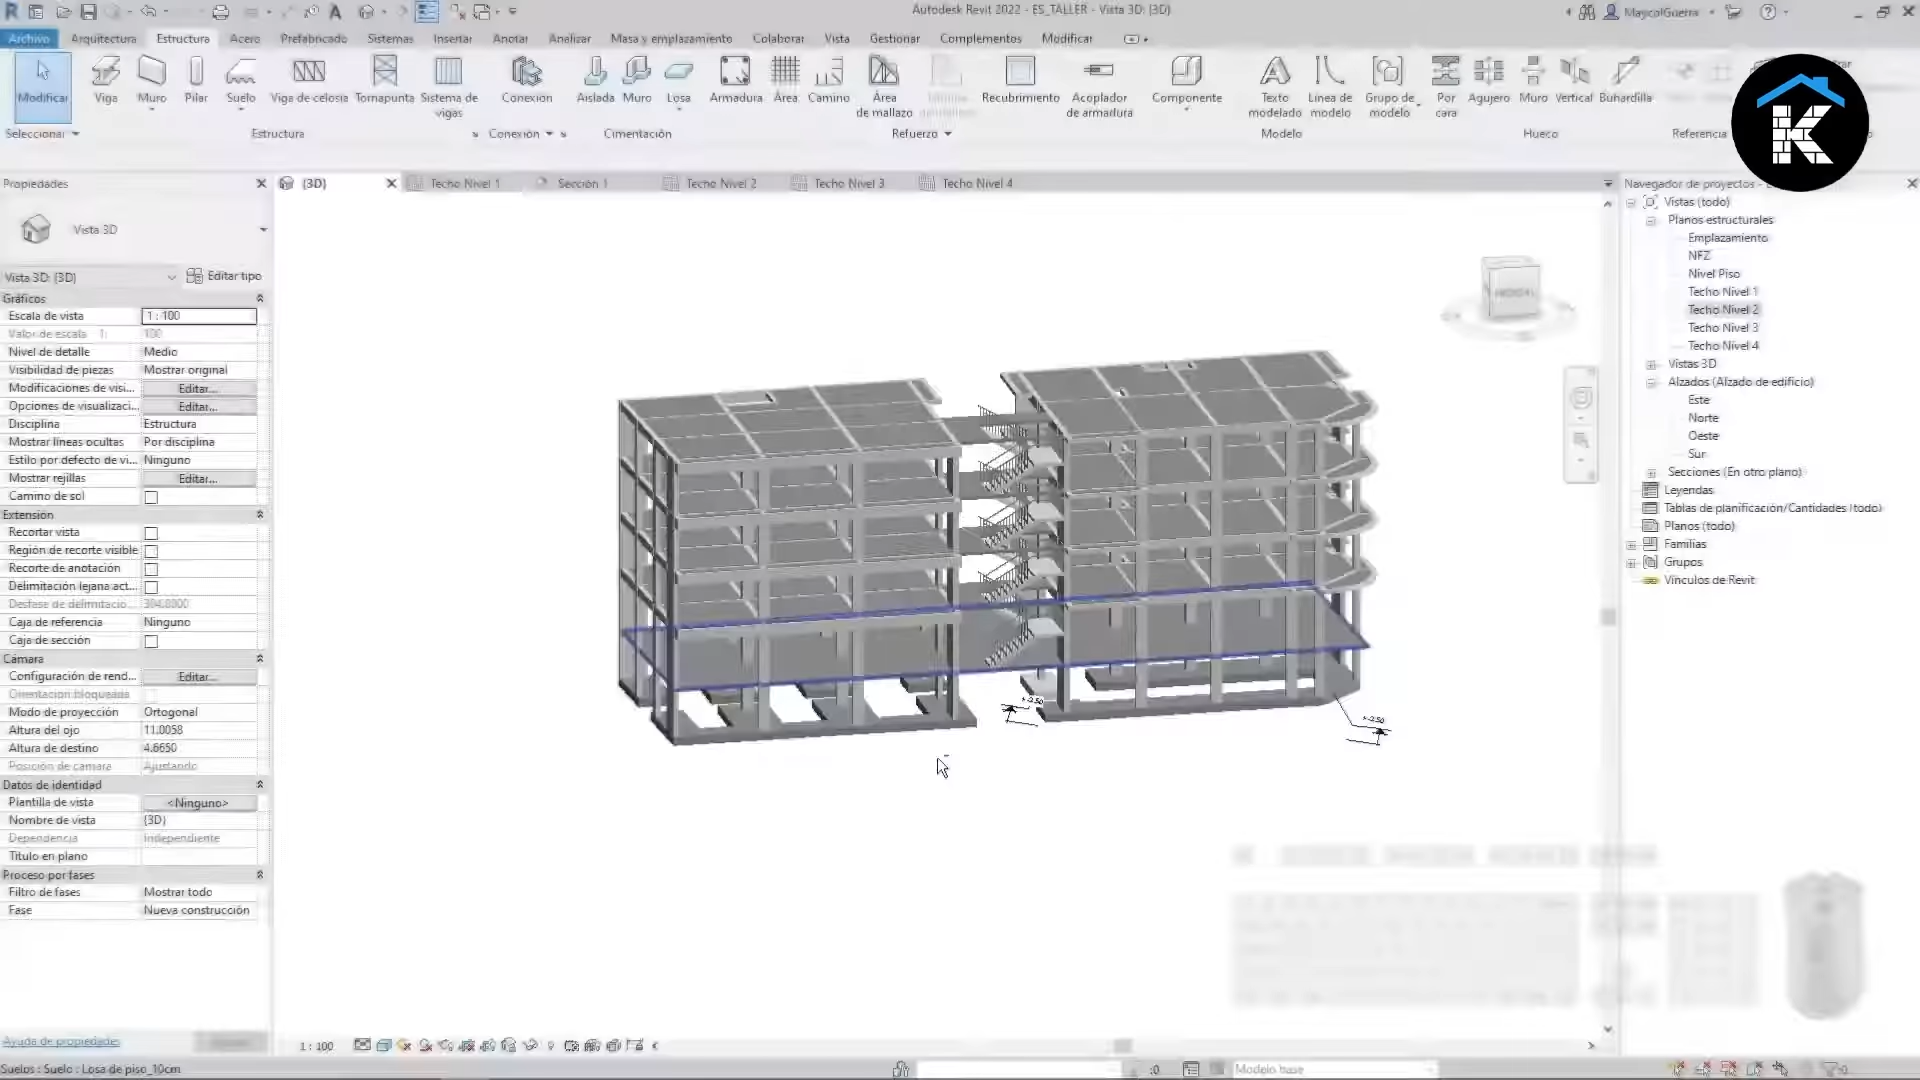 Autodesk Revit 2022 - ES_TALLER - Vista 3D: {3D}
MaycolGuerra
Archivo Arquitectura Estructura Acero Prefabricado Sistemas Insertar Anotar Analizar Masa y emplazamiento Colaborar Vista Gestionar Complementos Modificar
Modificar Viga Muro Pilar Suelo Viga de celosía Tornapunta Sistema de vigas Conexión Aislada Muro Losa Armadura Área Camino Área de mallazo Recubrimiento Acoplador de armadura Componente Texto modelado Línea de modelo Grupo de modelo Por cara Agujero Muro Vertical Buhardilla
Seleccionar Estructura Conexión Cimentación Refuerzo Modelo Hueco Referencia
K
Propiedades
{3D} Techo Nivel 1 Sección 1 Techo Nivel 2 Techo Nivel 3 Techo Nivel 4
Vista 3D
Vista 3D: {3D} Editar tipo
Gráficos
Escala de vista 1 : 100
Valor de escala 1: 100
Nivel de detalle Medio
Visibilidad de piezas Mostrar original
Modificaciones de visi... Editar...
Opciones de visualizaci... Editar...
Disciplina Estructura
Mostrar líneas ocultas Por disciplina
Estilo por defecto de vi... Ninguno
Mostrar rejillas Editar...
Camino de sol
Extensión
Recortar vista
Región de recorte visible
Recorte de anotación
Delimitación lejana act...
Desfase de delimitacio... 304.8000
Caja de referencia Ninguno
Caja de sección
Cámara
Configuración de rend... Editar...
Orientación bloqueada
Modo de proyección Ortogonal
Altura del ojo 11.0058
Altura de destino 4.6650
Posición de cámara Ajustando
Datos de identidad
Plantilla de vista <Ninguno>
Nombre de vista {3D}
Dependencia Independiente
Título en plano
Proceso por fases
Filtro de fases Mostrar todo
Fase Nueva construcción
Ayuda de propiedades
Navegador de proyectos -
Vistas (todo)
Planos estructurales
Emplazamiento
NFZ
Nivel Piso
Techo Nivel 1
Techo Nivel 2
Techo Nivel 3
Techo Nivel 4
Vistas 3D
Alzados (Alzado de edificio)
Este
Norte
Oeste
Sur
Secciones (En otro plano)
Leyendas
Tablas de planificación/Cantidades (todo)
Planos (todo)
Familias
Grupos
Vínculos de Revit
1 : 100
Suelos : Suelo : Losa de piso_10cm
:0
Modelo base
:0